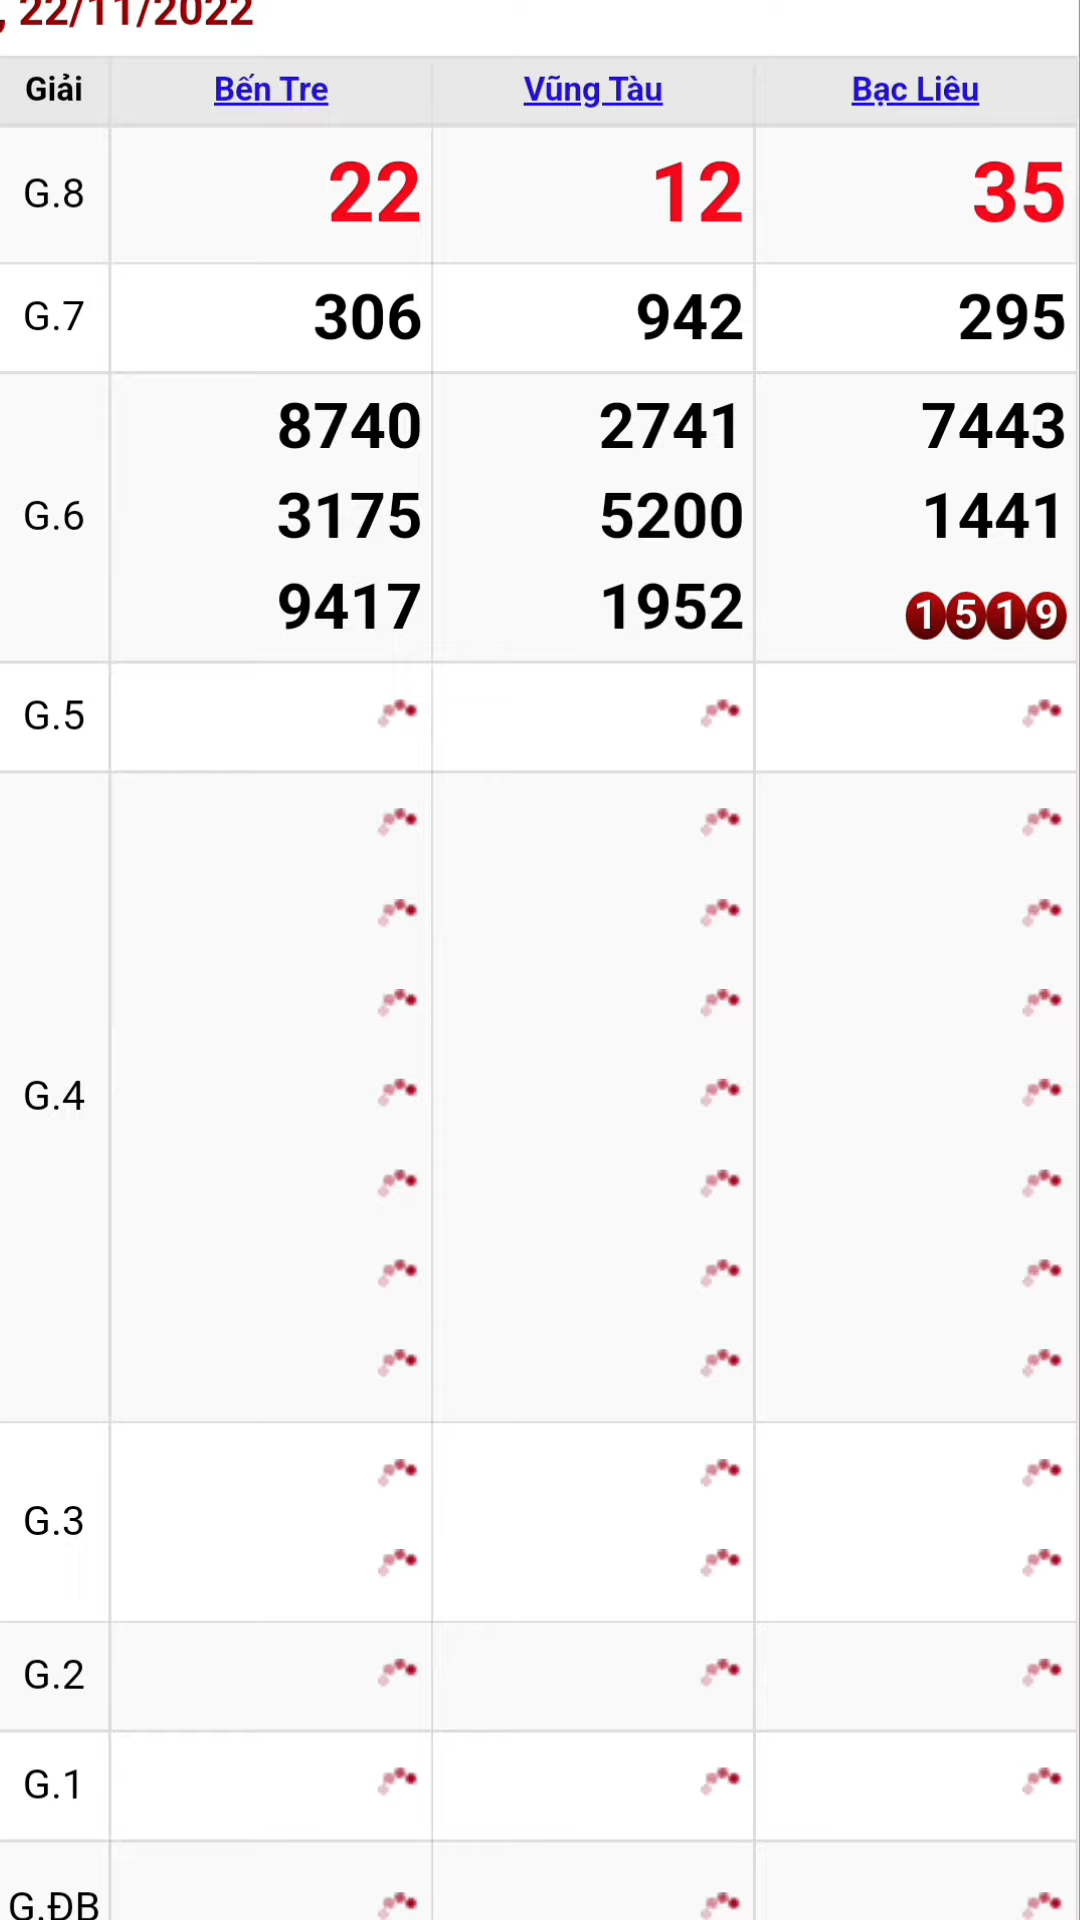 , 22/11/2022
Giải Bến Tre Vũng Tàu Bạc Liêu
G.8 22 12 35
G.7 306 942 295
8740 2741 7443
G.6 3175 5200 1441
9417 1952 1519
G.5
G.4
G.3
G.2
G.1
G.ĐB